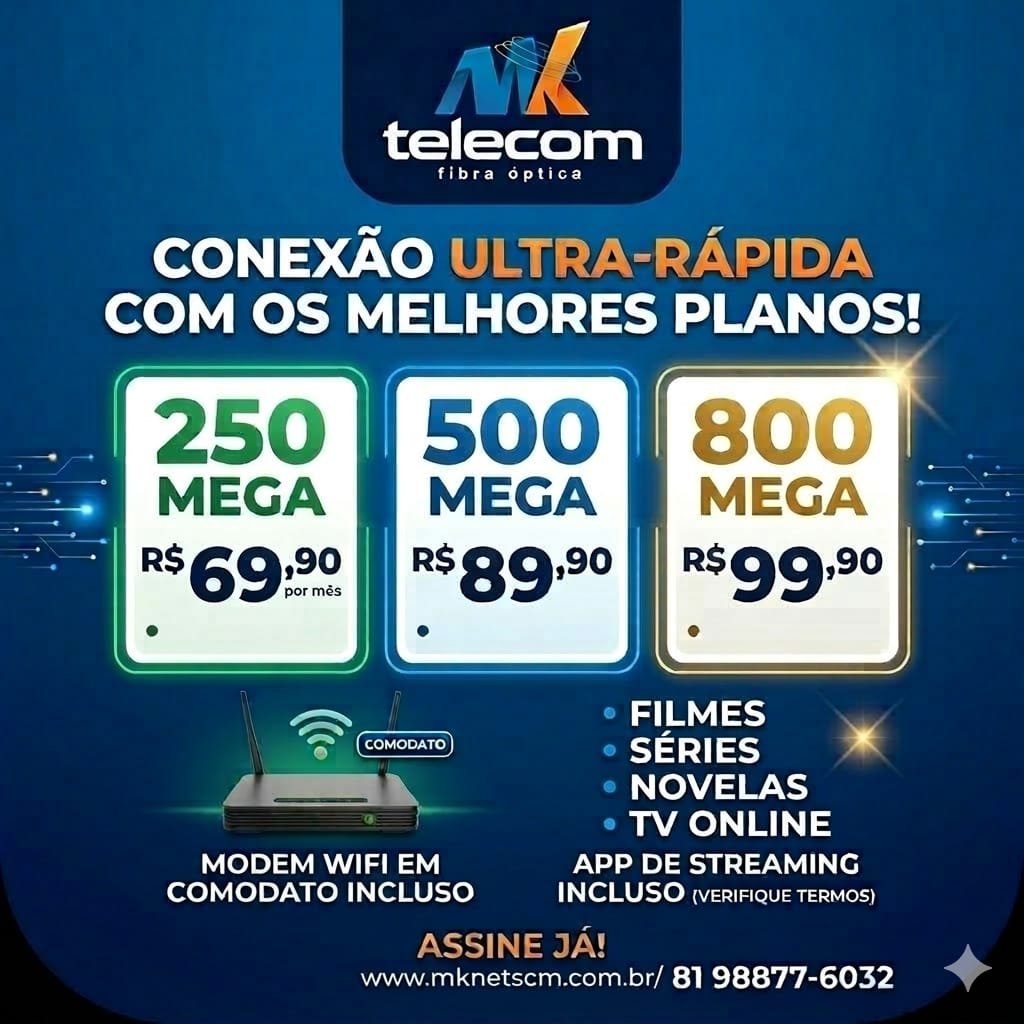 MK
telecom
fibra óptica
CONEXÃO ULTRA-RÁPIDA
COM OS MELHORES PLANOS!
250
MEGA
R$ 69,90
por mês
500
MEGA
R$ 89,90
800
MEGA
R$ 99,90
COMODATO
MODEM WIFI EM
COMODATO INCLUSO
• FILMES
• SÉRIES
• NOVELAS
• TV ONLINE
APP DE STREAMING
INCLUSO (VERIFIQUE TERMOS)
ASSINE JÁ!
www.mknetscm.com.br/ 81 98877-6032